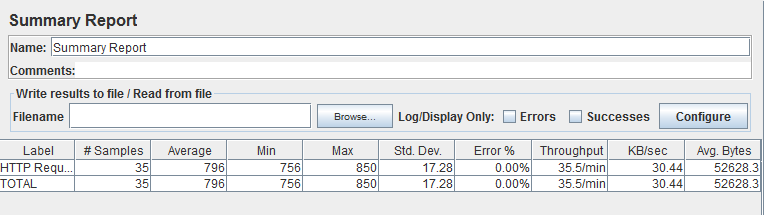 Summary Report
Name: Summary Report
Comments:
Write results to file / Read from file
Filename Browse... Log/Display Only: Errors Successes Configure
Label # Samples Average Min Max Std. Dev. Error % Throughput KB/sec Avg. Bytes
HTTP Requ... 35 796 756 850 17.28 0.00% 35.5/min 30.44 52628.3
TOTAL 35 796 756 850 17.28 0.00% 35.5/min 30.44 52628.3